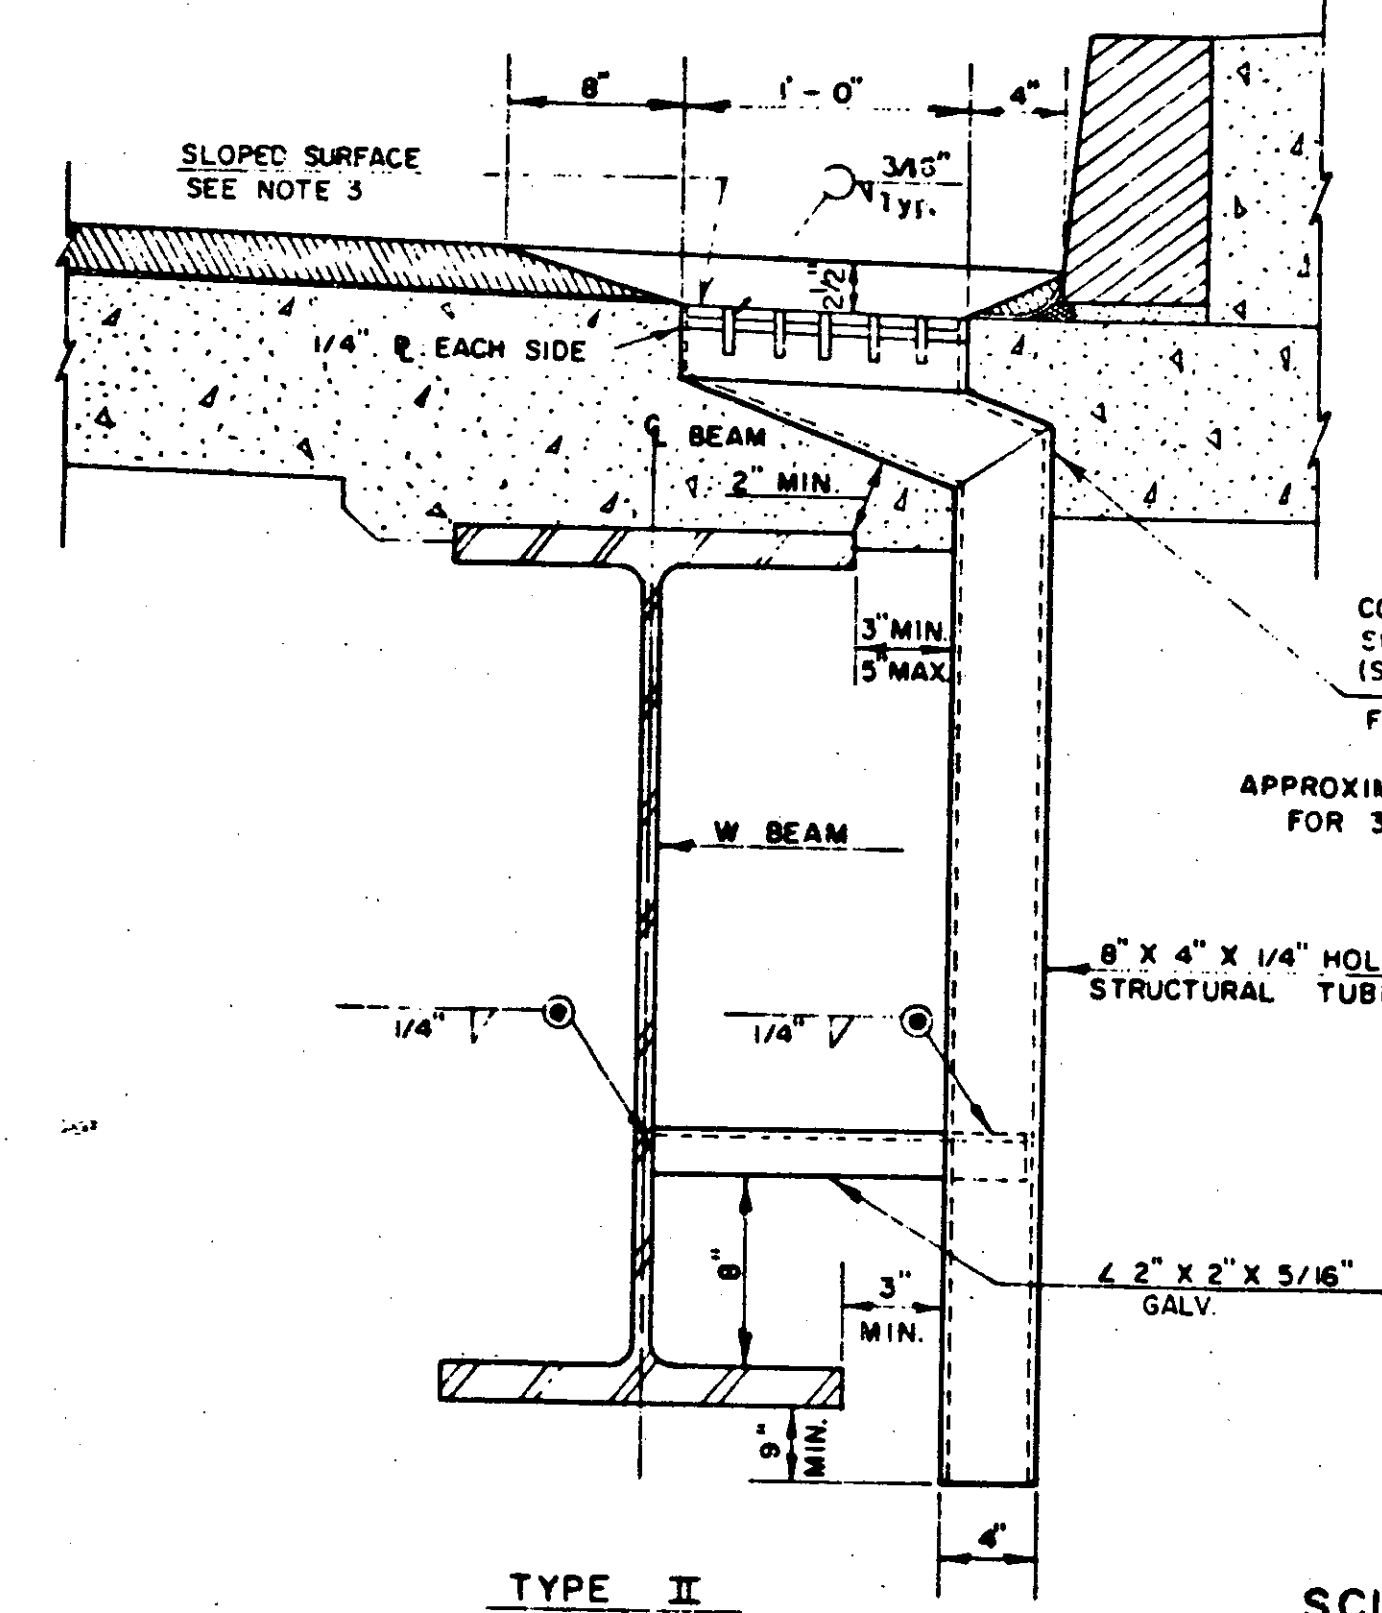 8" 1'-0" 4"
SLOPED SURFACE
SEE NOTE 3
3/16"
Typ.
2 1/2"
1/4" ℄ EACH SIDE
℄ BEAM
2" MIN.
3" MIN.
5" MAX.
(S
F
APPROXIM
FOR 3
W BEAM
8" X 4" X 1/4" HOL
STRUCTURAL TUB
1/4"
1/4"
8"
3"
MIN.
∠ 2" X 2" X 5/16"
GALV.
9"
MIN.
4"
TYPE II